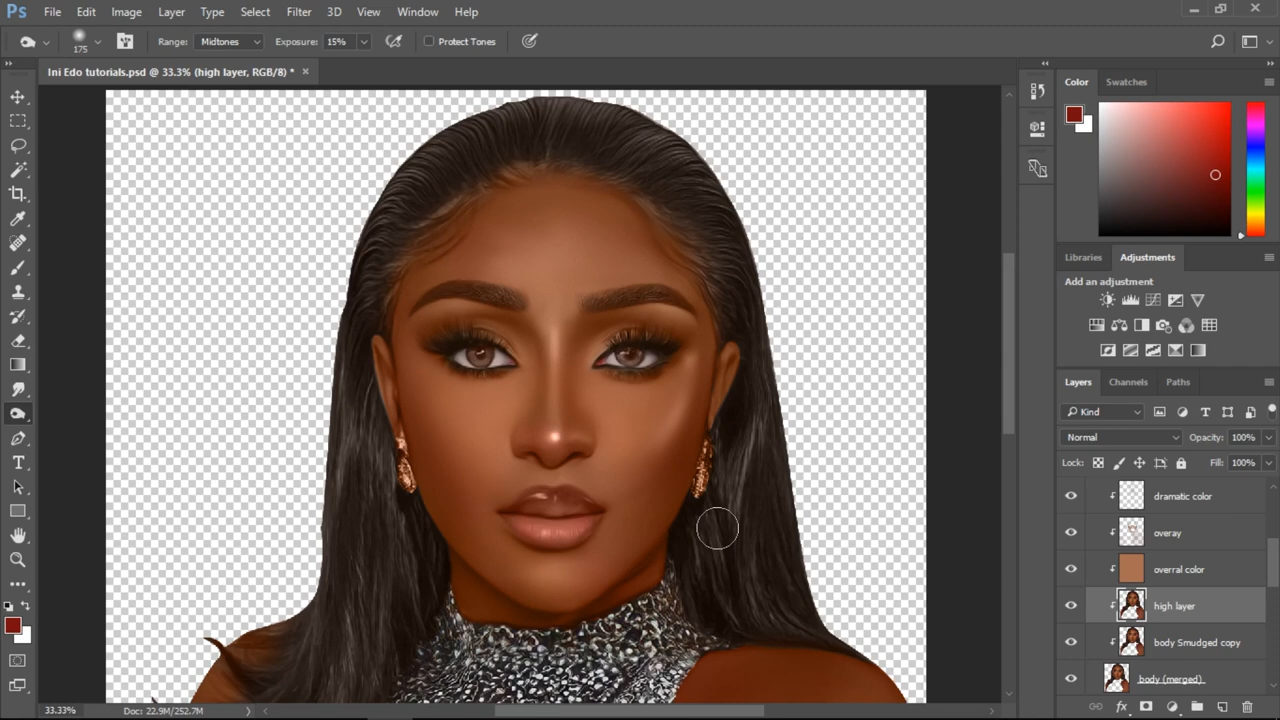 Ps File Edit Image Layer Type Select Filter 3D View Window Help
175 Range: Midtones Exposure: 15% Protect Tones
Ini Edo tutorials.psd @ 33.3% (high layer, RGB/8) *
Color Swatches
Libraries Adjustments
Add an adjustment
Layers Channels Paths
Kind
Normal Opacity: 100%
Lock: Fill: 100%
dramatic color
overay
overral color
high layer
body Smudged copy
body (merged)
33.33% Doc: 22.9M/252.7M